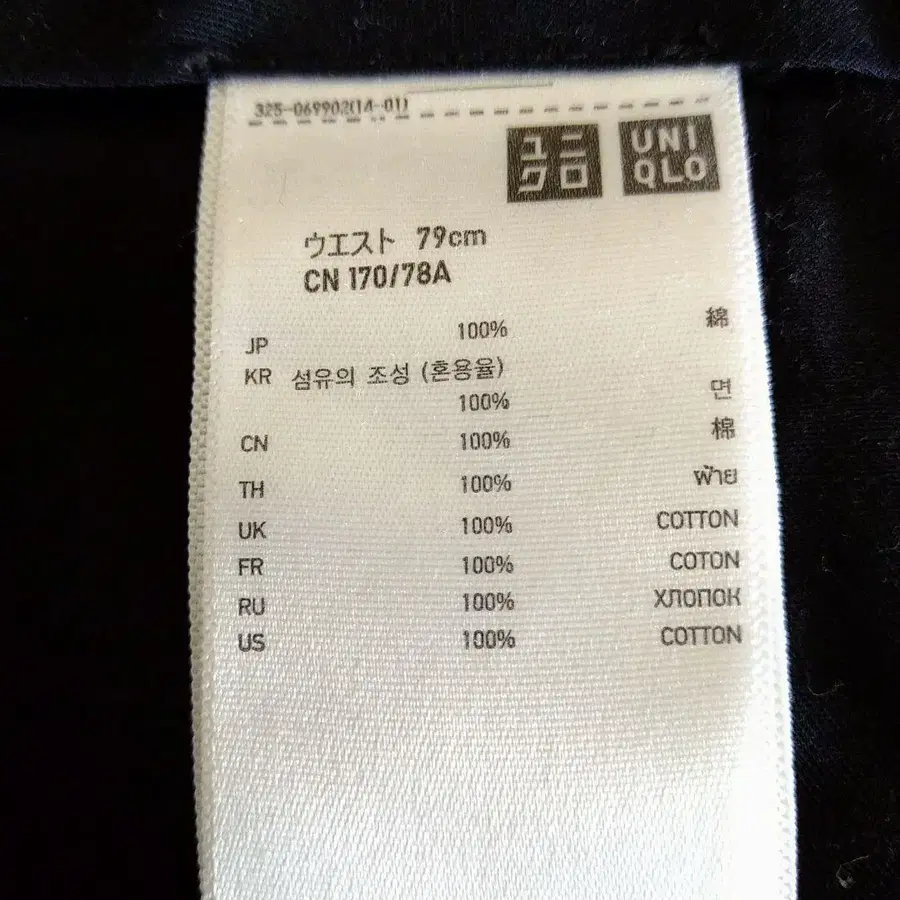 325-069902(14-01)
ユニ UNI
クロ QLO
ウエスト 79cm
CN 170/78A
JP 100% 綿
KR 섬유의 조성 (혼용율)
100% 면
CN 100% 棉
TH 100% ฝ้าย
UK 100% COTTON
FR 100% COTON
RU 100% ХЛОПОК
US 100% COTTON